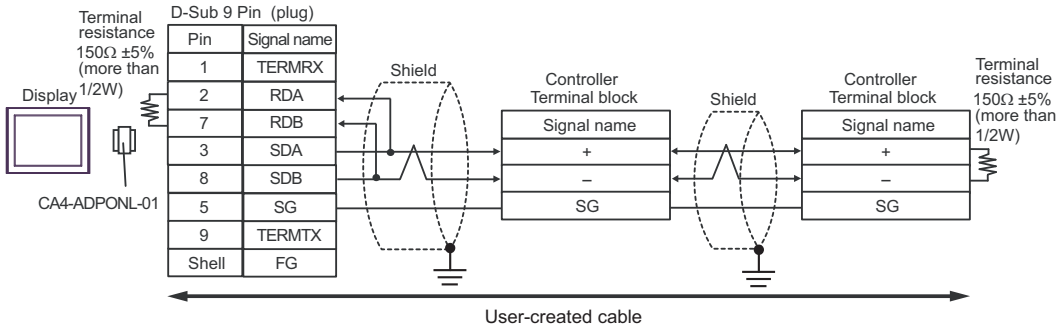 D-Sub 9 Pin (plug)
Terminal
resistance
150Ω ±5%
(more than
1/2W)
Display
CA4-ADPONL-01
Pin Signal name
1 TERMRX
2 RDA
7 RDB
3 SDA
8 SDB
5 SG
9 TERMTX
Shell FG
Shield
Controller
Terminal block
Signal name
+
–
SG
Shield
Controller
Terminal block
Signal name
+
–
SG
Terminal
resistance
150Ω ±5%
(more than
1/2W)
User-created cable